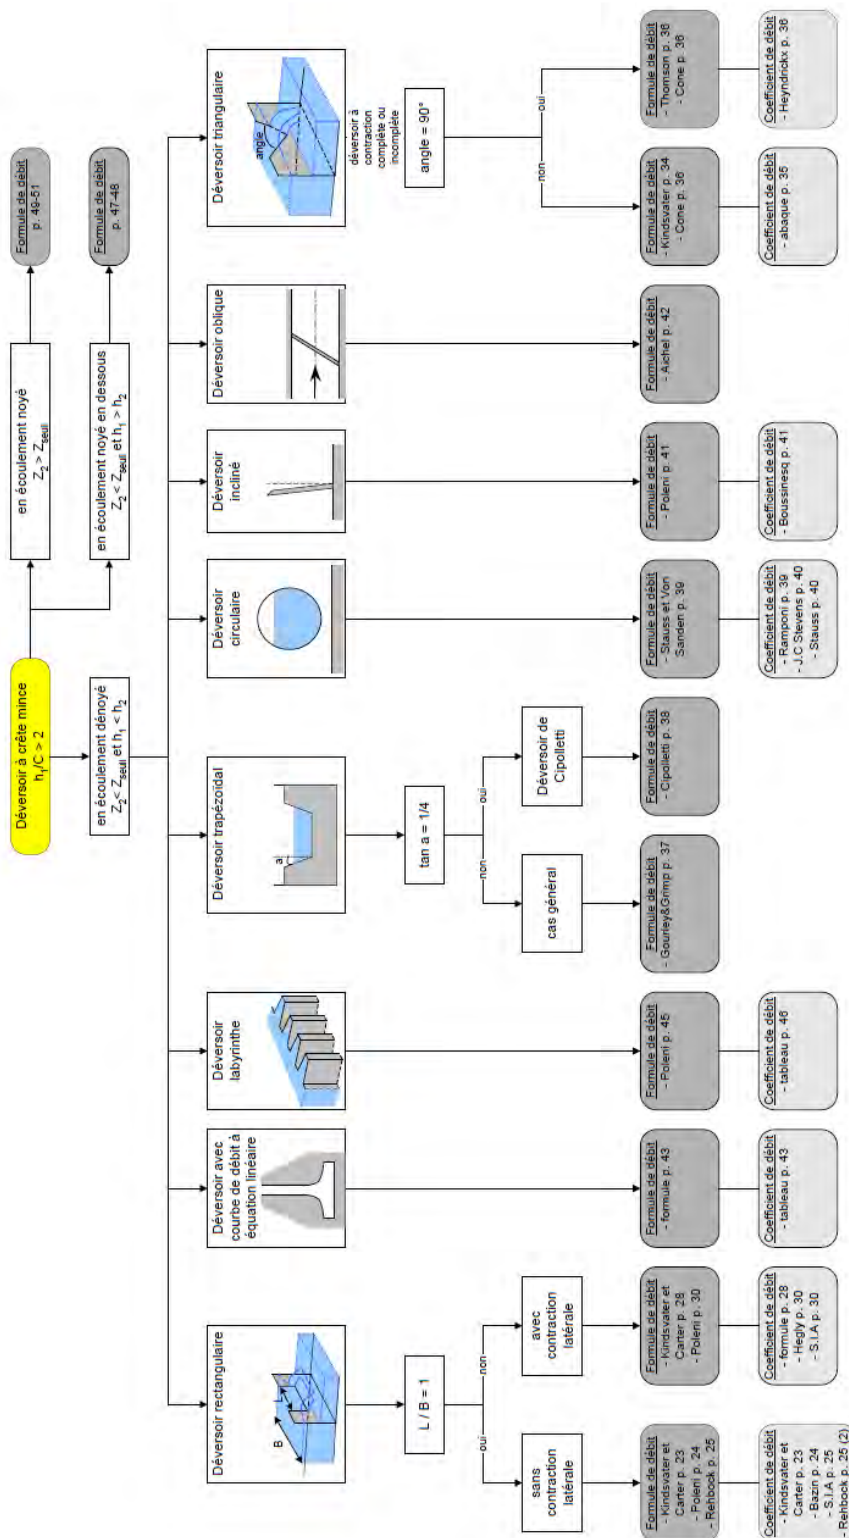 Déversoir à crête mince
h₁/C > 2
en écoulement noyé
Z₂ > Z seuil
Formule de débit
p. 49-51
en écoulement noyé en dessous
Z₂ < Z seuil et h₁ > h₂
Formule de débit
p. 47-48
en écoulement dénoyé
Z₂ < Z seuil et h₁ < h₂
Déversoir rectangulaire
B
L
L / B = 1
oui
non
sans
contraction
latérale
avec
contraction
latérale
Formule de débit
- Kindsvater et
Carter p. 23
- Poleni p. 24
- Rehbock p. 25
Coefficient de débit
- Kindsvater et
Carter p. 23
- Bazin p. 24
- S.I.A p. 25
- Rehbock p. 25 (2)
Formule de débit
- Kindsvater et
Carter p. 28
- Poleni p. 30
Coefficient de débit
- formule p. 28
- Hegly p. 30
- S.I.A p. 30
Déversoir avec
courbe de débit à
équation linéaire
Formule de débit
- formule p. 43
Coefficient de débit
- tableau p. 43
Déversoir
labyrinthe
Formule de débit
- Poleni p. 45
Coefficient de débit
- tableau p. 46
Déversoir trapézoïdal
a
tan a = 1/4
non
oui
cas général
Déversoir de
Cipolletti
Formule de débit
- Gourley&Grimp p. 37
Formule de débit
- Cipolletti p. 38
Déversoir
circulaire
Formule de débit
- Stauss et Von
Sanden p. 39
Coefficient de débit
- Ramponi p. 39
- J.C Stevens p. 40
- Stauss p. 40
Déversoir
incliné
Formule de débit
- Poleni p. 41
Coefficient de débit
- Boussinesq p. 41
Déversoir oblique
Formule de débit
- Aichel p. 42
Déversoir triangulaire
angle
déversoir à
contraction
complète ou
incomplète
angle = 90°
non
oui
Formule de débit
- Kindsvater p. 34
- Cone p. 36
Coefficient de débit
- abaque p. 35
Formule de débit
- Thomson p. 36
- Cone p. 36
Coefficient de débit
- Heyndrickx p. 36